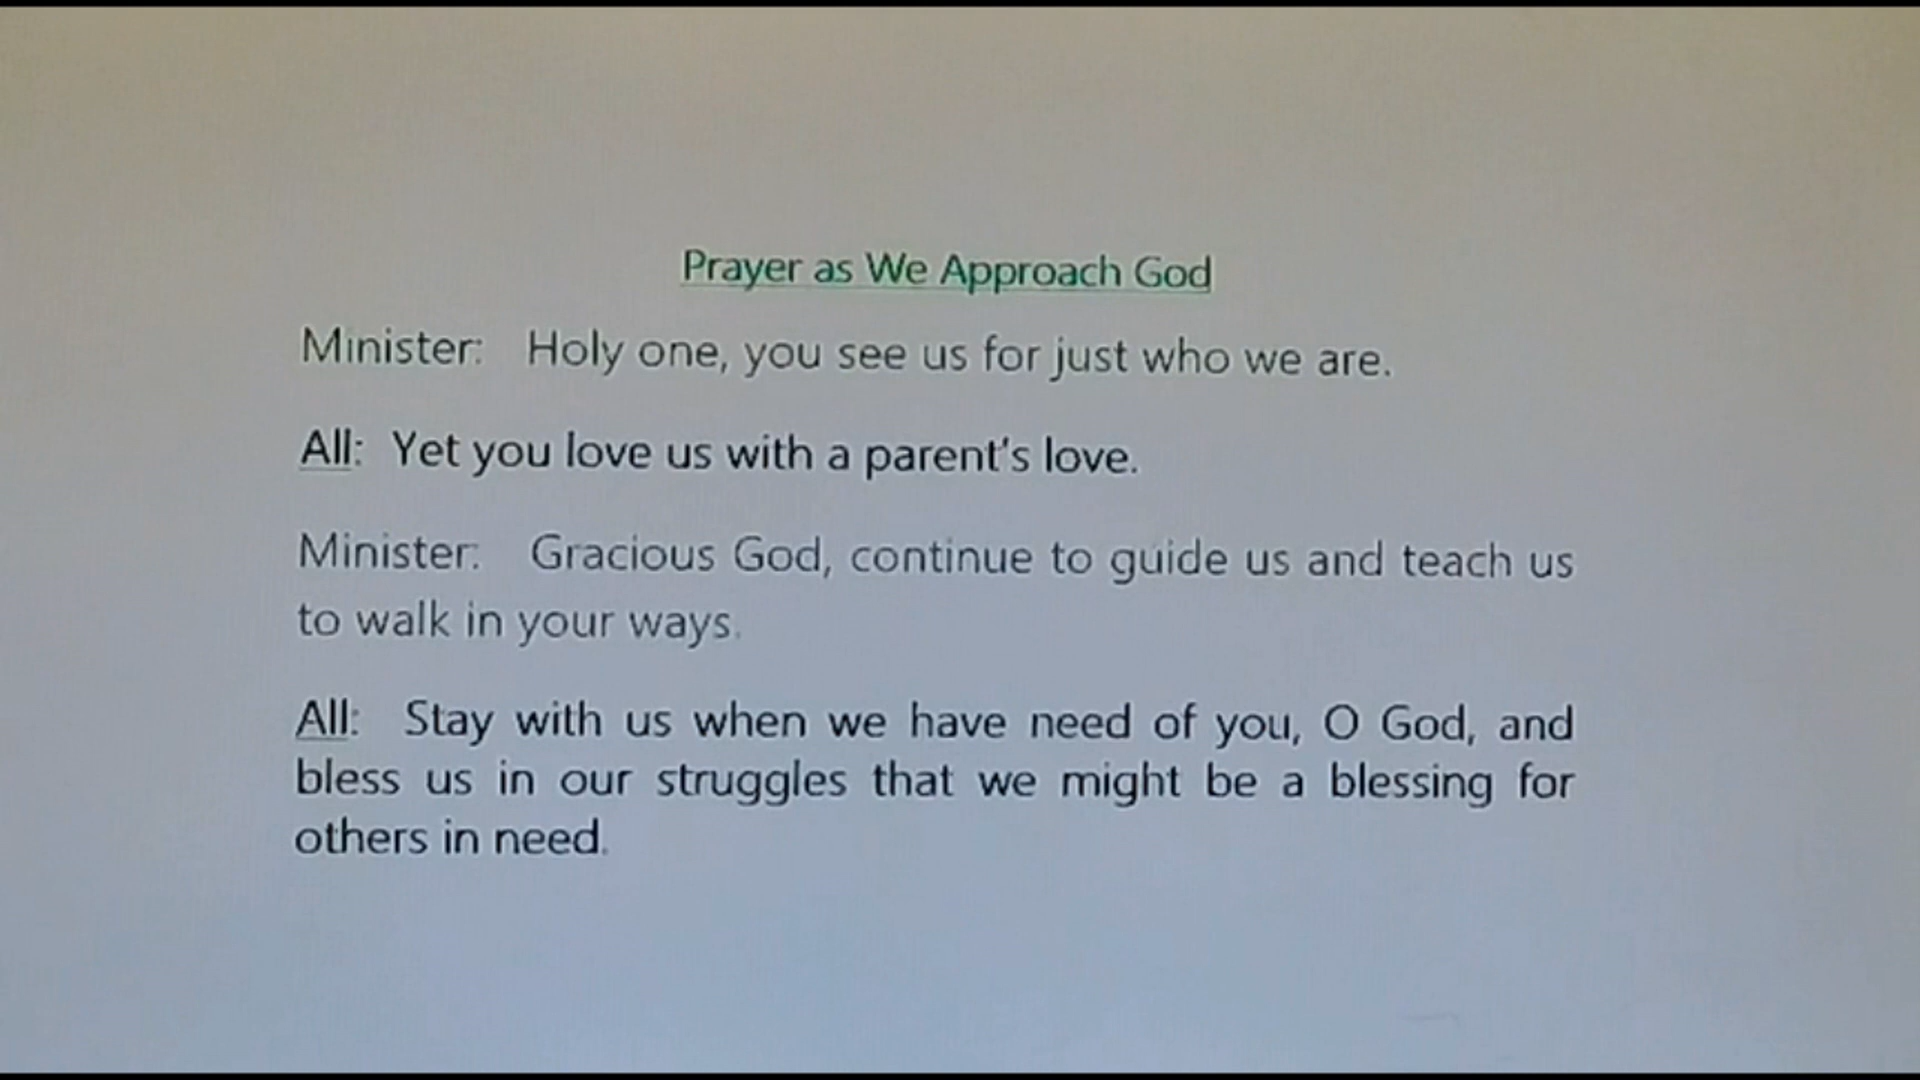 Prayer as We Approach God
Minister: Holy one, you see us for just who we are.
All: Yet you love us with a parent's love.
Minister: Gracious God, continue to guide us and teach us
to walk in your ways.
All: Stay with us when we have need of you, O God, and
bless us in our struggles that we might be a blessing for
others in need.